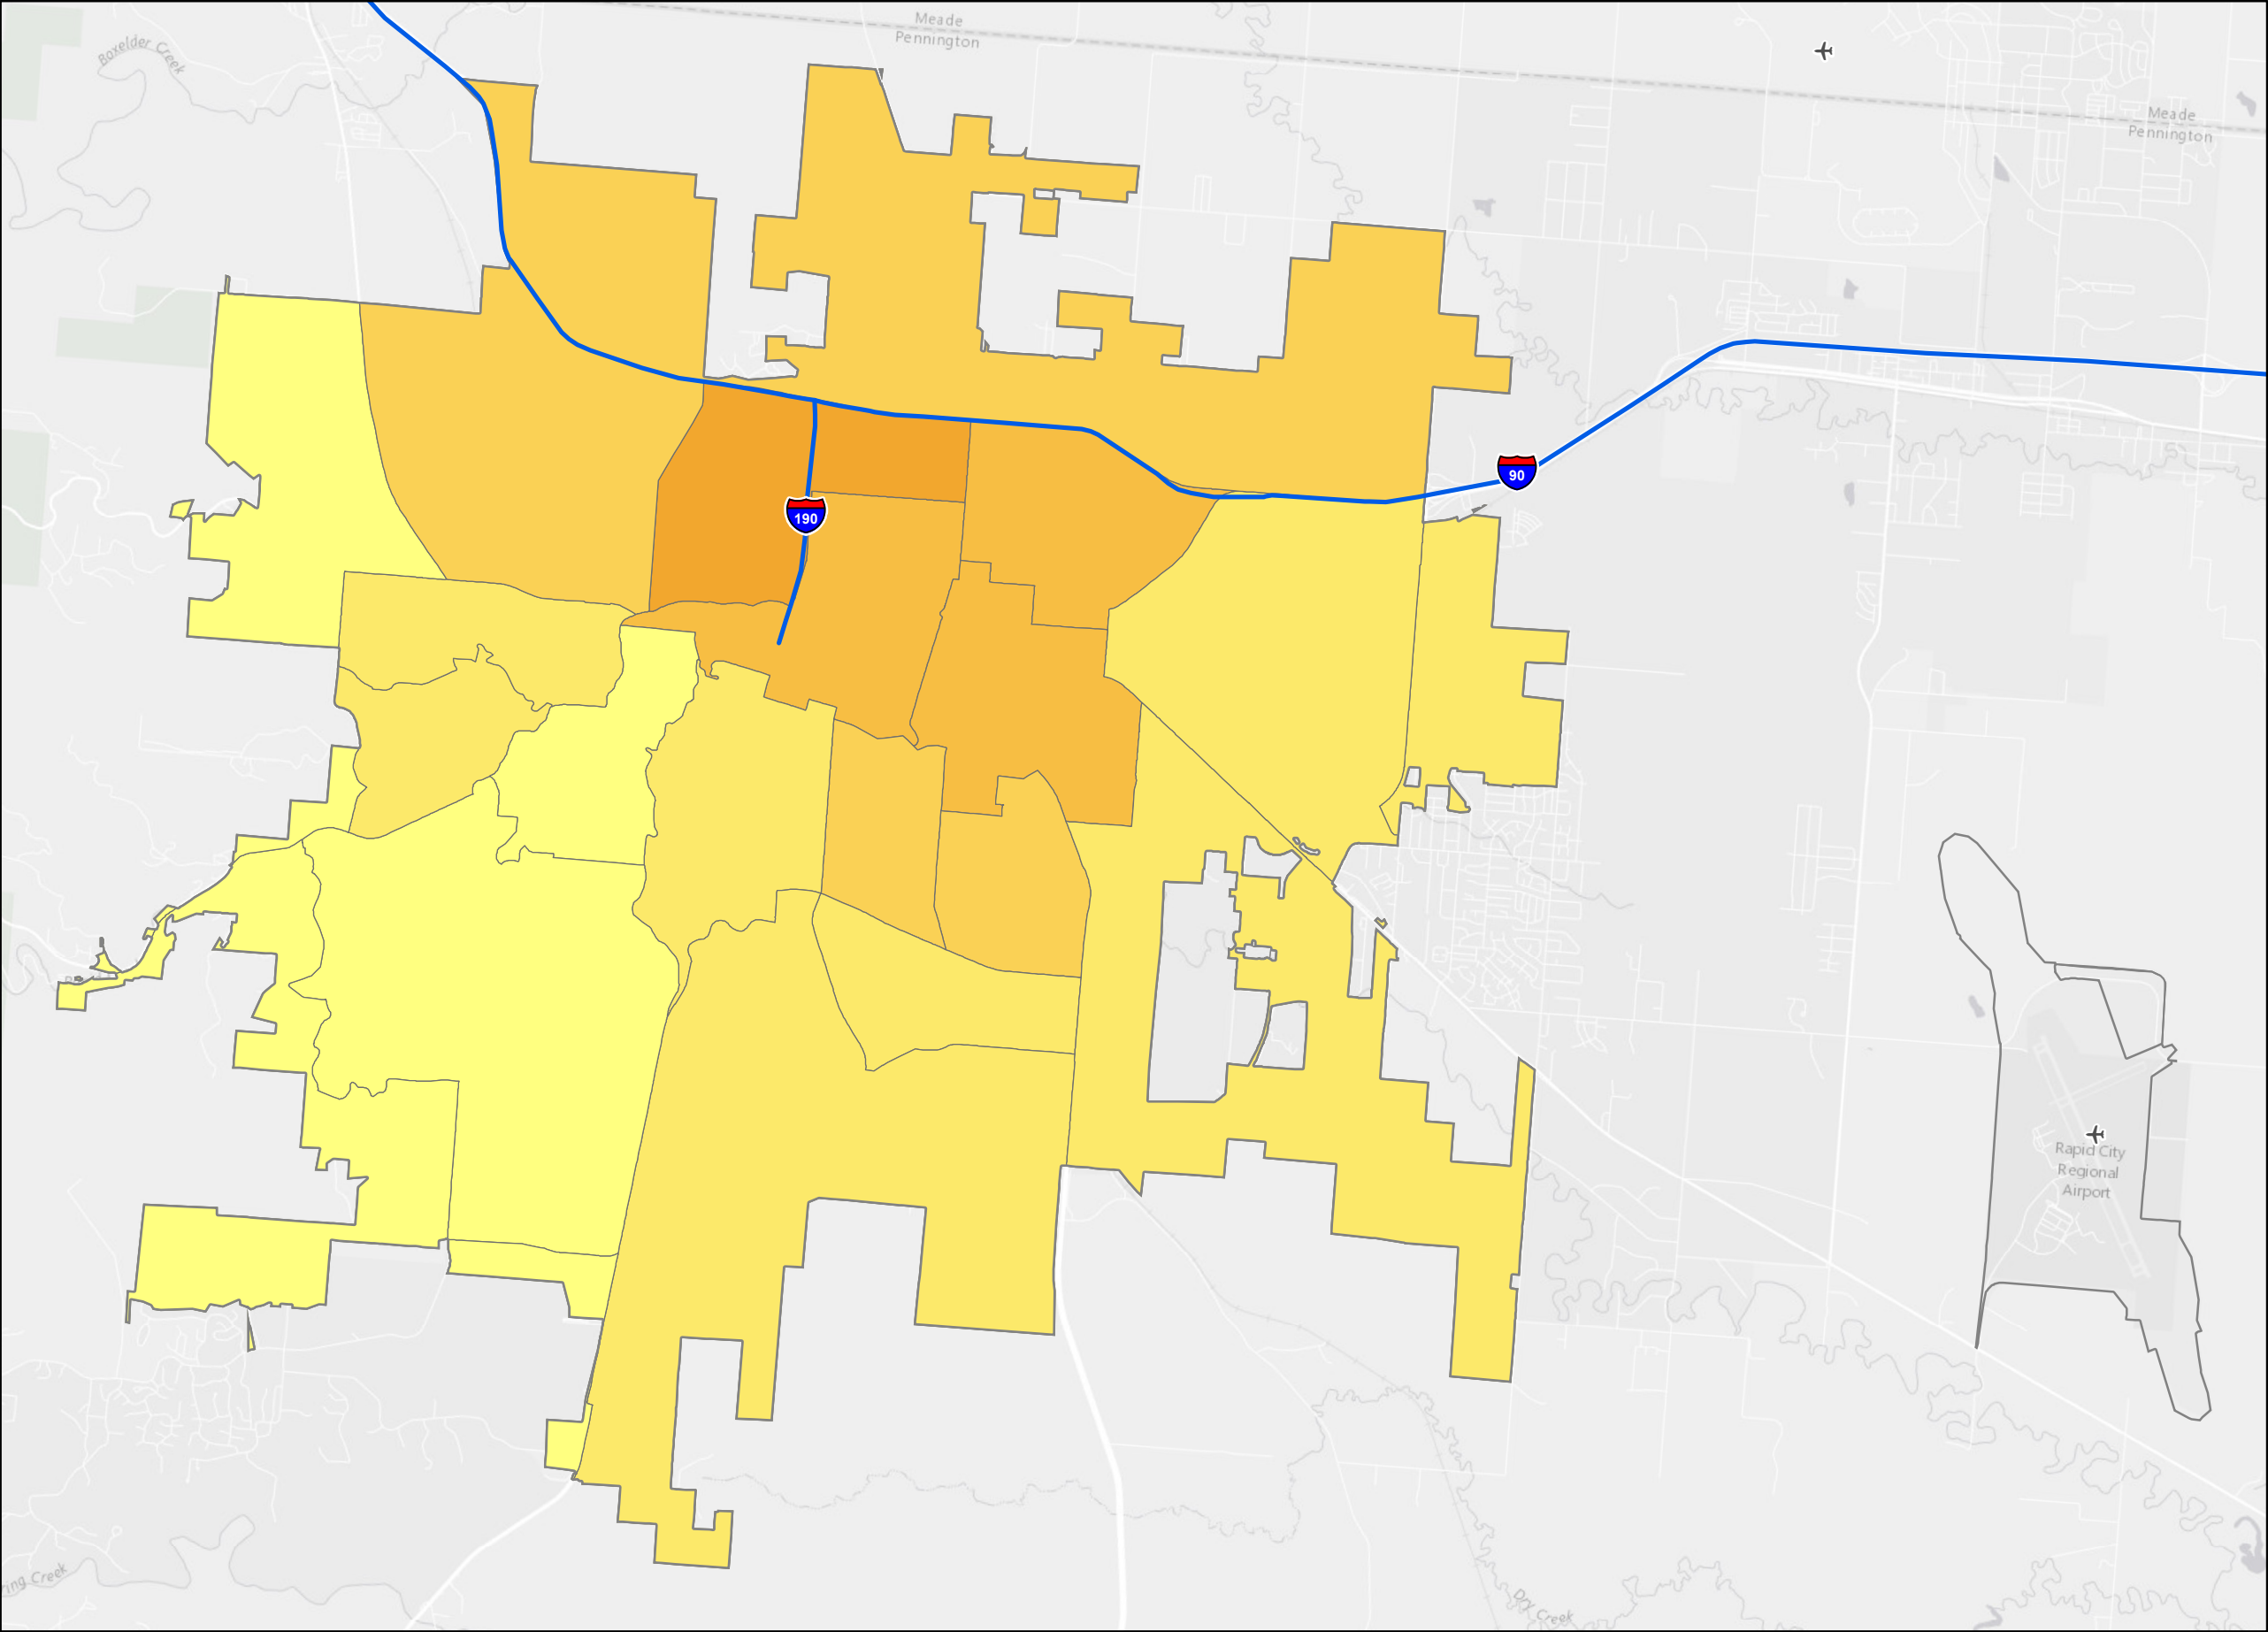 Meade
Pennington
Boxelder Creek
Meade
Pennington
90
190
Rapid City
Regional
Airport
ring Creek
Dry Creek